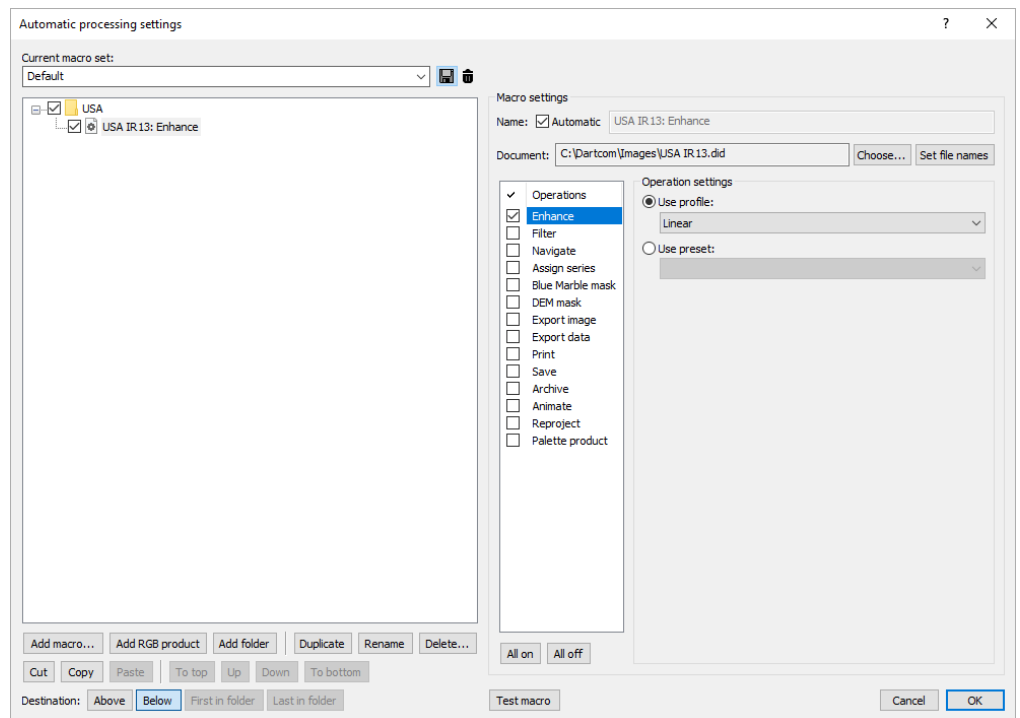 Automatic processing settings
?
Current macro set:
Default
USA
USA IR13: Enhance
Macro settings
Name: Automatic USA IR13: Enhance
Document: C:\Dartcom\Images\USA IR13.did Choose... Set file names
Operations
Enhance
Filter
Navigate
Assign series
Blue Marble mask
DEM mask
Export image
Export data
Print
Save
Archive
Animate
Reproject
Palette product
All on All off
Operation settings
Use profile:
Linear
Use preset:
Add macro... Add RGB product Add folder Duplicate Rename Delete...
Cut Copy Paste To top Up Down To bottom
Destination: Above Below First in folder Last in folder
Test macro Cancel OK